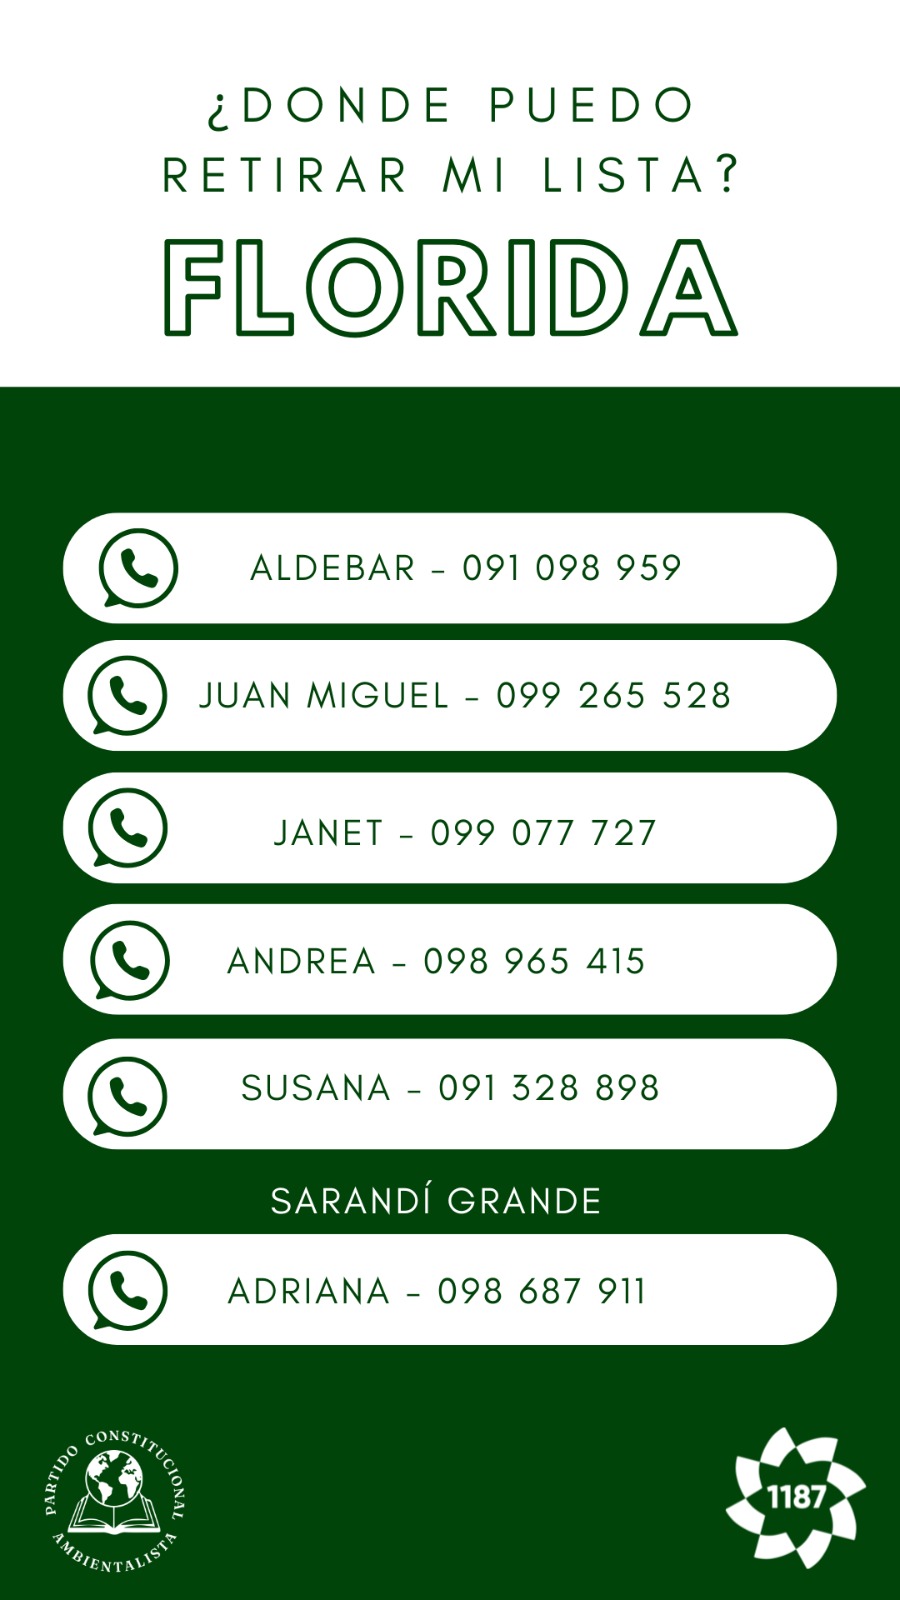 ¿DONDE PUEDO
RETIRAR MI LISTA?
FLORIDA
ALDEBAR - 091 098 959
JUAN MIGUEL - 099 265 528
JANET - 099 077 727
ANDREA - 098 965 415
SUSANA - 091 328 898
SARANDÍ GRANDE
ADRIANA - 098 687 911
PARTIDO CONSTITUCIONAL
AMBIENTALISTA
1187